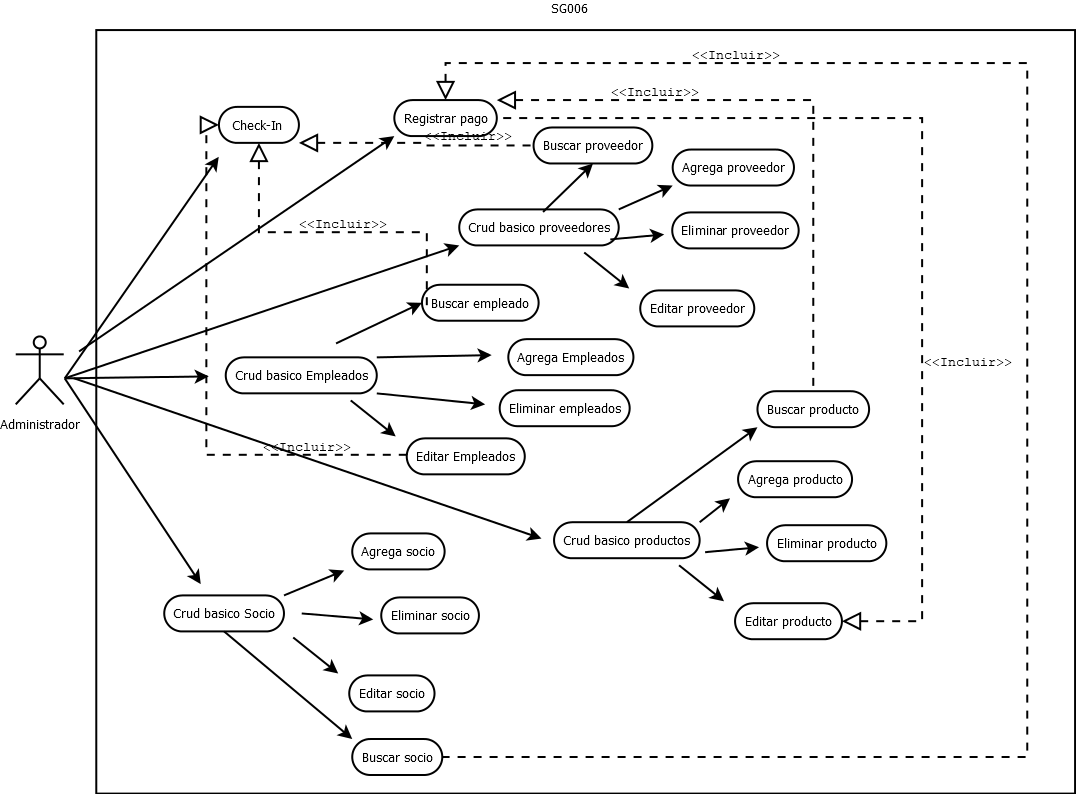 SG006
<<Incluir>>
<<Incluir>>
Registrar pago
Check-In
<<Incluir>>
Buscar proveedor
Agrega proveedor
<<Incluir>>
Crud basico proveedores
Eliminar proveedor
Buscar empleado
Editar proveedor
Agrega Empleados
<<Incluir>>
Crud basico Empleados
Eliminar empleados
Buscar producto
Administrador
<<Incluir>>
Editar Empleados
Agrega producto
Crud basico productos
Eliminar producto
Agrega socio
Crud basico Socio
Eliminar socio
Editar producto
Editar socio
Buscar socio